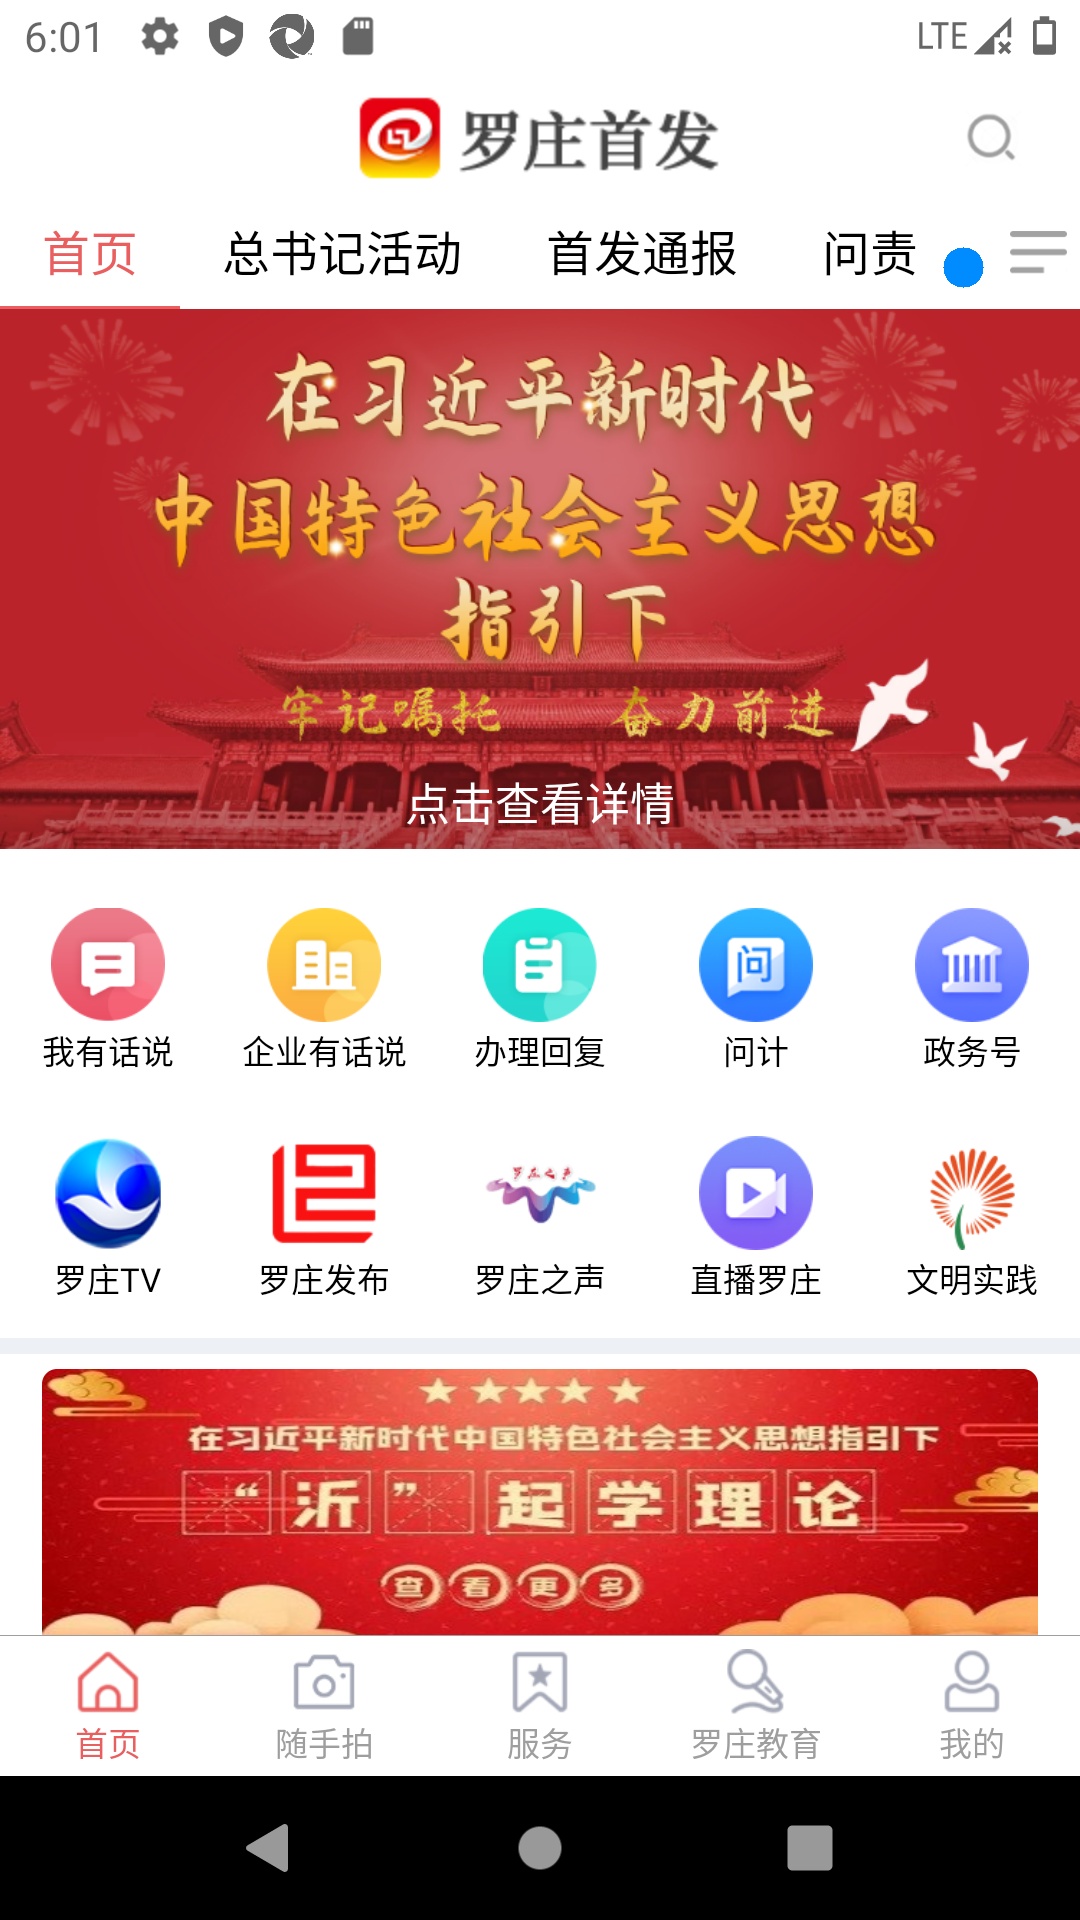 6:01
LTE
罗庄首发
首页 总书记活动 首发通报 问责
在习近平新时代
中国特色社会主义思想
指引下
牢记嘱托 奋力前进
点击查看详情
我有话说 企业有话说 办理回复 问计 政务号
问
罗庄之声
罗庄TV 罗庄发布 罗庄之声 直播罗庄 文明实践
在习近平新时代中国特色社会主义思想指引下
“沂”起学理论
查看更多
首页 随手拍 服务 罗庄教育 我的